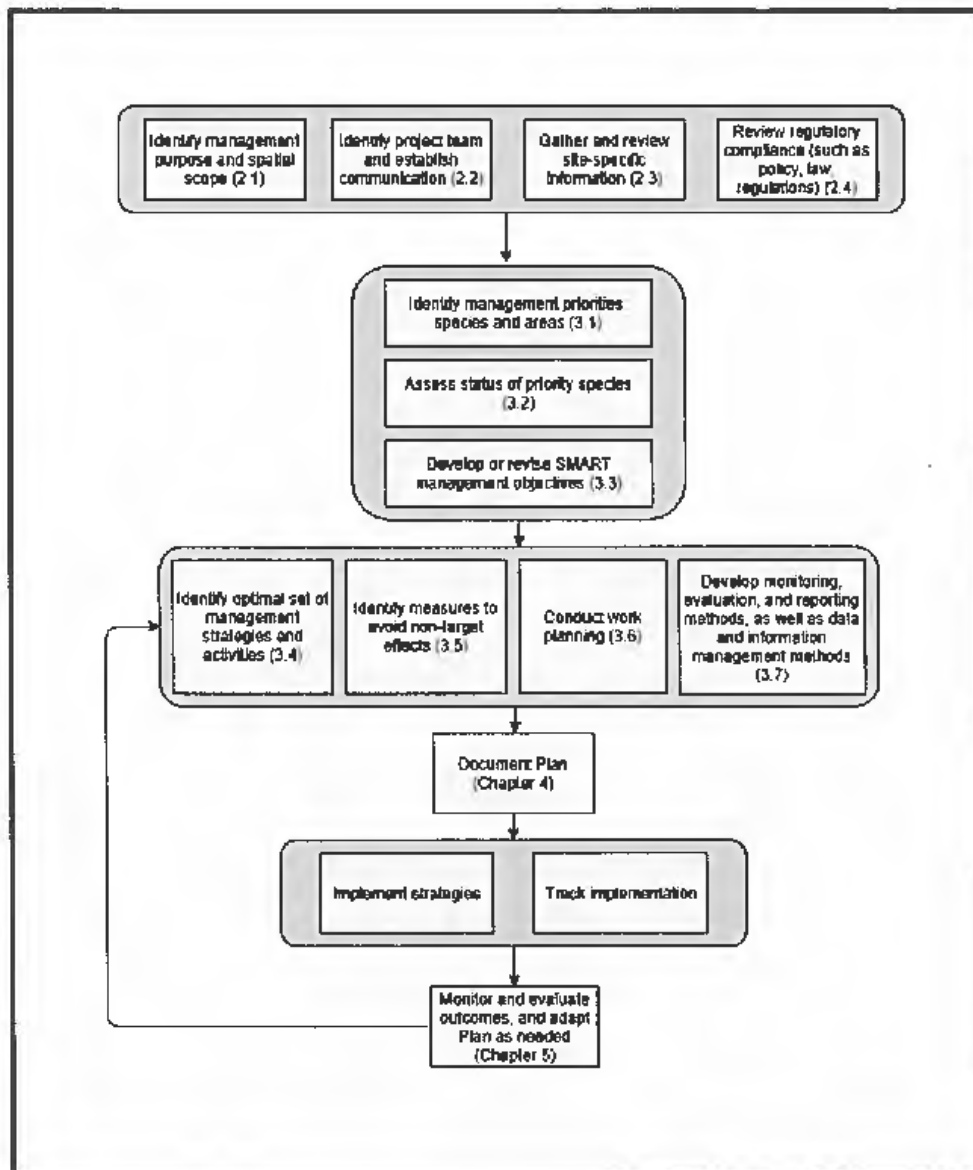 Identify management
purpose and spatial
scope (2.1)
Identify project team
and establish
communication (2.2)
Gather and review
site-specific
information (2.3)
Review regulatory
compliance (such as
policy, law,
regulations) (2.4)
Identify management priorities
species and areas (3.1)
Assess status of priority species
(3.2)
Develop or revise SMART
management objectives (3.3)
Identify optimal set of
management
strategies and
activities (3.4)
Identify measures to
avoid non-target
effects (3.5)
Conduct work
planning (3.6)
Develop monitoring,
evaluation, and reporting
methods, as well as data
and information
management methods
(3.7)
Document Plan
(Chapter 4)
Implement strategies
Track implementation
Monitor and evaluate
outcomes, and adapt
Plan as needed
(Chapter 5)